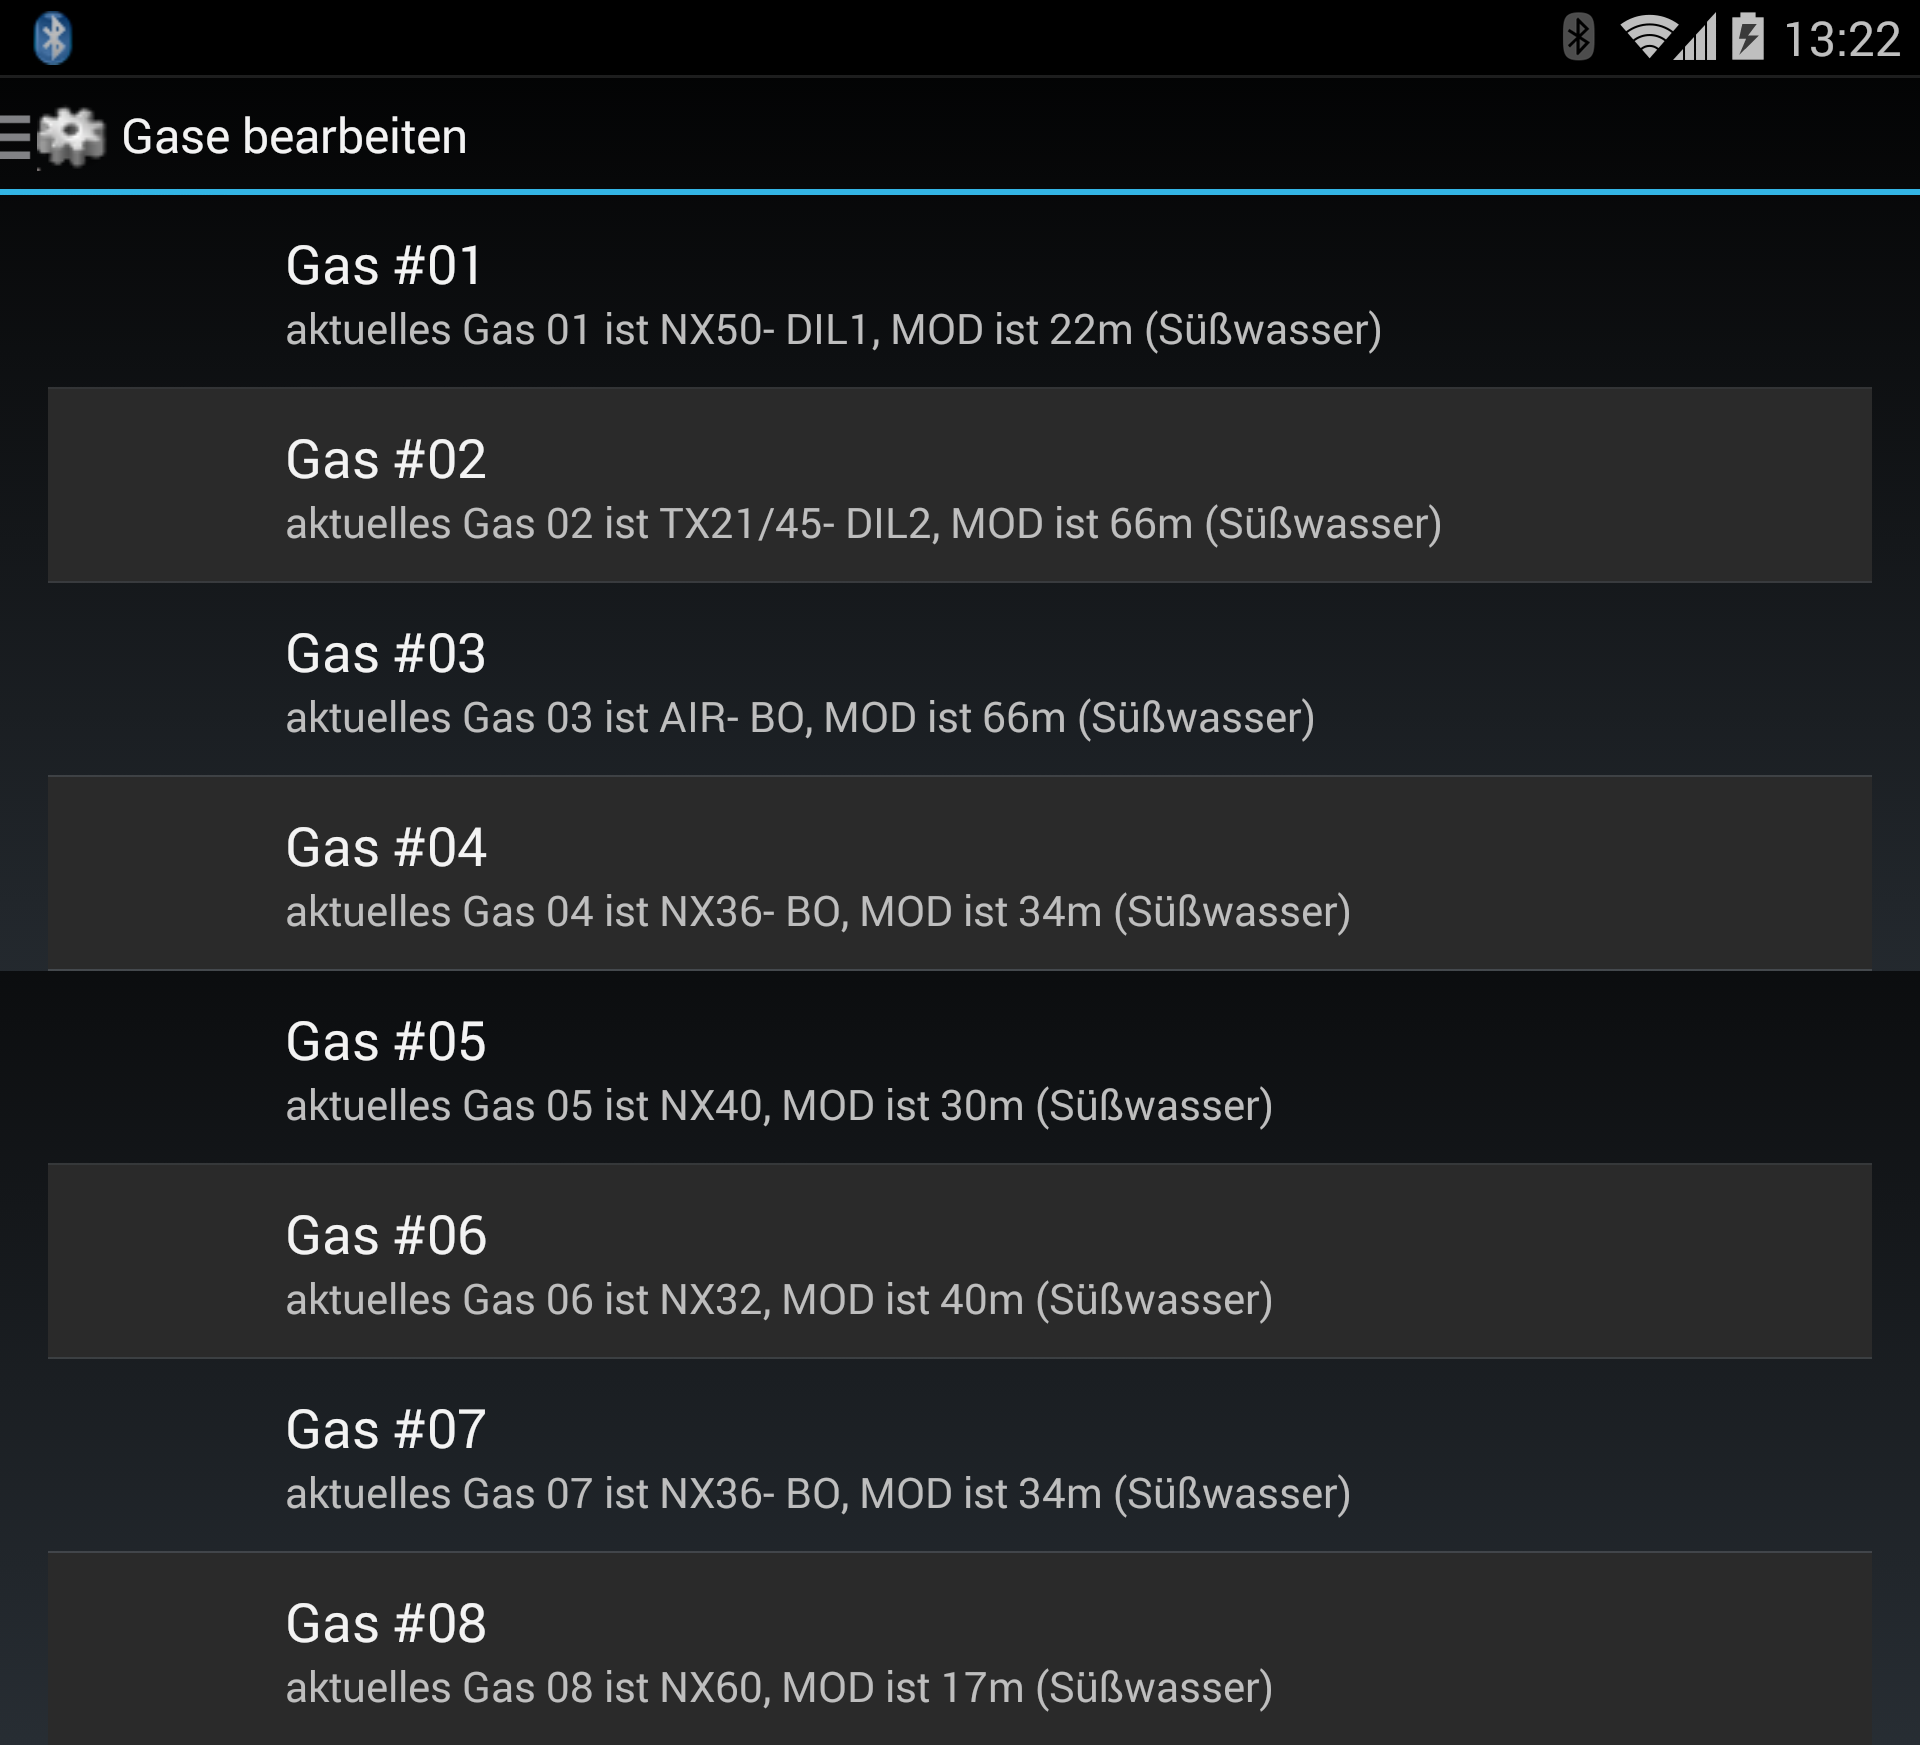 13:22
Gase bearbeiten
Gas #01
aktuelles Gas 01 ist NX50- DIL1, MOD ist 22m (Süßwasser)
Gas #02
aktuelles Gas 02 ist TX21/45- DIL2, MOD ist 66m (Süßwasser)
Gas #03
aktuelles Gas 03 ist AIR- BO, MOD ist 66m (Süßwasser)
Gas #04
aktuelles Gas 04 ist NX36- BO, MOD ist 34m (Süßwasser)
Gas #05
aktuelles Gas 05 ist NX40, MOD ist 30m (Süßwasser)
Gas #06
aktuelles Gas 06 ist NX32, MOD ist 40m (Süßwasser)
Gas #07
aktuelles Gas 07 ist NX36- BO, MOD ist 34m (Süßwasser)
Gas #08
aktuelles Gas 08 ist NX60, MOD ist 17m (Süßwasser)